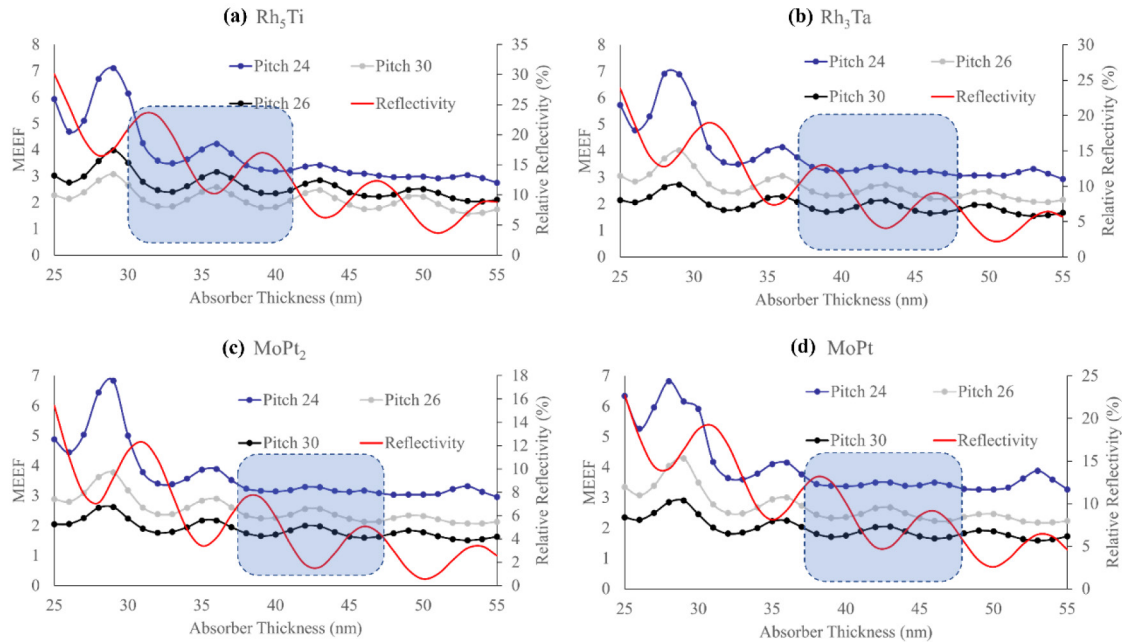 (a) Rh5Ti
8 7 6 5 4 3 2 1 0
MEEF
Pitch 24 Pitch 30
Pitch 26 Reflectivity
35 30 25 20 15 10 5 0
Relative Reflectivity (%)
25 30 35 40 45 50 55
Absorber Thickness (nm)
(b) Rh3Ta
8 7 6 5 4 3 2 1 0
MEEF
Pitch 24 Pitch 26
Pitch 30 Reflectivity
30 25 20 15 10 5 0
Relative Reflectivity (%)
25 30 35 40 45 50 55
Absorber Thickness (nm)
(c) MoPt2
7 6 5 4 3 2 1 0
MEEF
Pitch 24 Pitch 26
Pitch 30 Reflectivity
18 16 14 12 10 8 6 4 2 0
Relative Reflectivity (%)
25 30 35 40 45 50 55
Absorber Thickness (nm)
(d) MoPt
7 6 5 4 3 2 1 0
MEEF
Pitch 24 Pitch 26
Pitch 30 Reflectivity
25 20 15 10 5 0
Relative Reflectivity (%)
25 30 35 40 45 50 55
Absorber Thickness (nm)